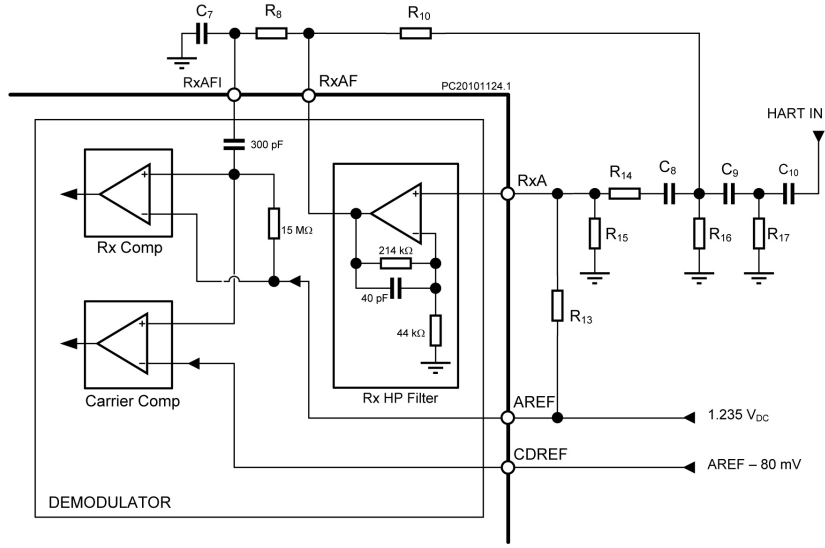 C7
R8
R10
RxAFI
RxAF
PC20101124.1
HART IN
300 pF
RxA
R14
C8
C9
C10
+
−
Rx Comp
15 MΩ
+
−
214 kΩ
40 pF
44 kΩ
R15
R16
R17
R13
+
−
Carrier Comp
Rx HP Filter
AREF
1.235 VDC
CDREF
AREF – 80 mV
DEMODULATOR